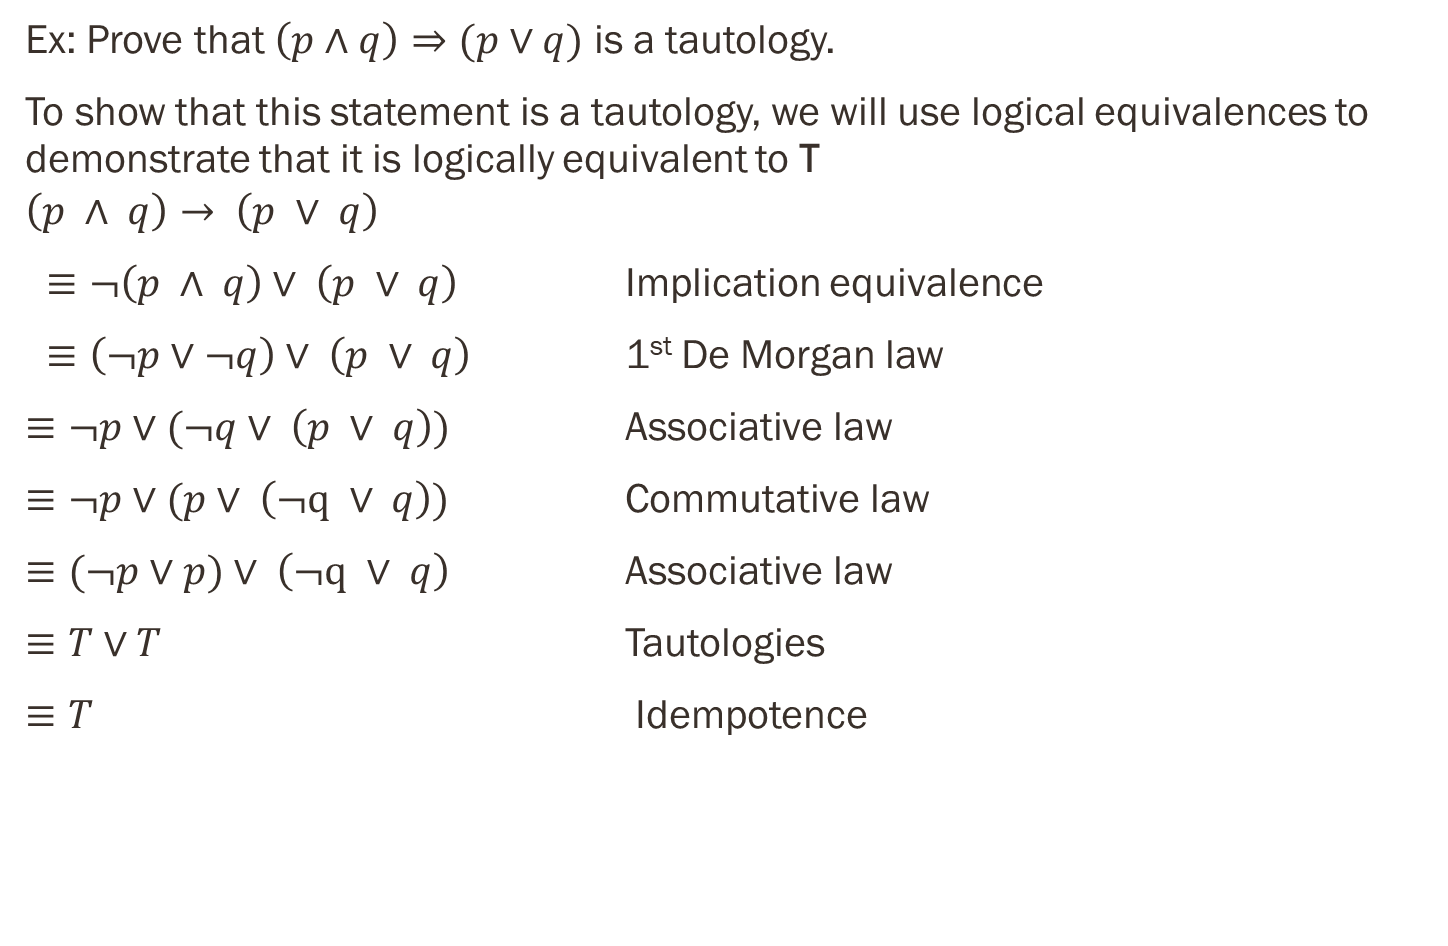 Ex: Prove that (p ∧ q) ⇒ (p ∨ q) is a tautology.
To show that this statement is a tautology, we will use logical equivalences to
demonstrate that it is logically equivalent to T
(p ∧ q) → (p ∨ q)
≡ ¬(p ∧ q) ∨ (p ∨ q) Implication equivalence
≡ (¬p ∨ ¬q) ∨ (p ∨ q) 1st De Morgan law
≡ ¬p ∨ (¬q ∨ (p ∨ q)) Associative law
≡ ¬p ∨ (p ∨ (¬q ∨ q)) Commutative law
≡ (¬p ∨ p) ∨ (¬q ∨ q) Associative law
≡ T ∨ T Tautologies
≡ T Idempotence